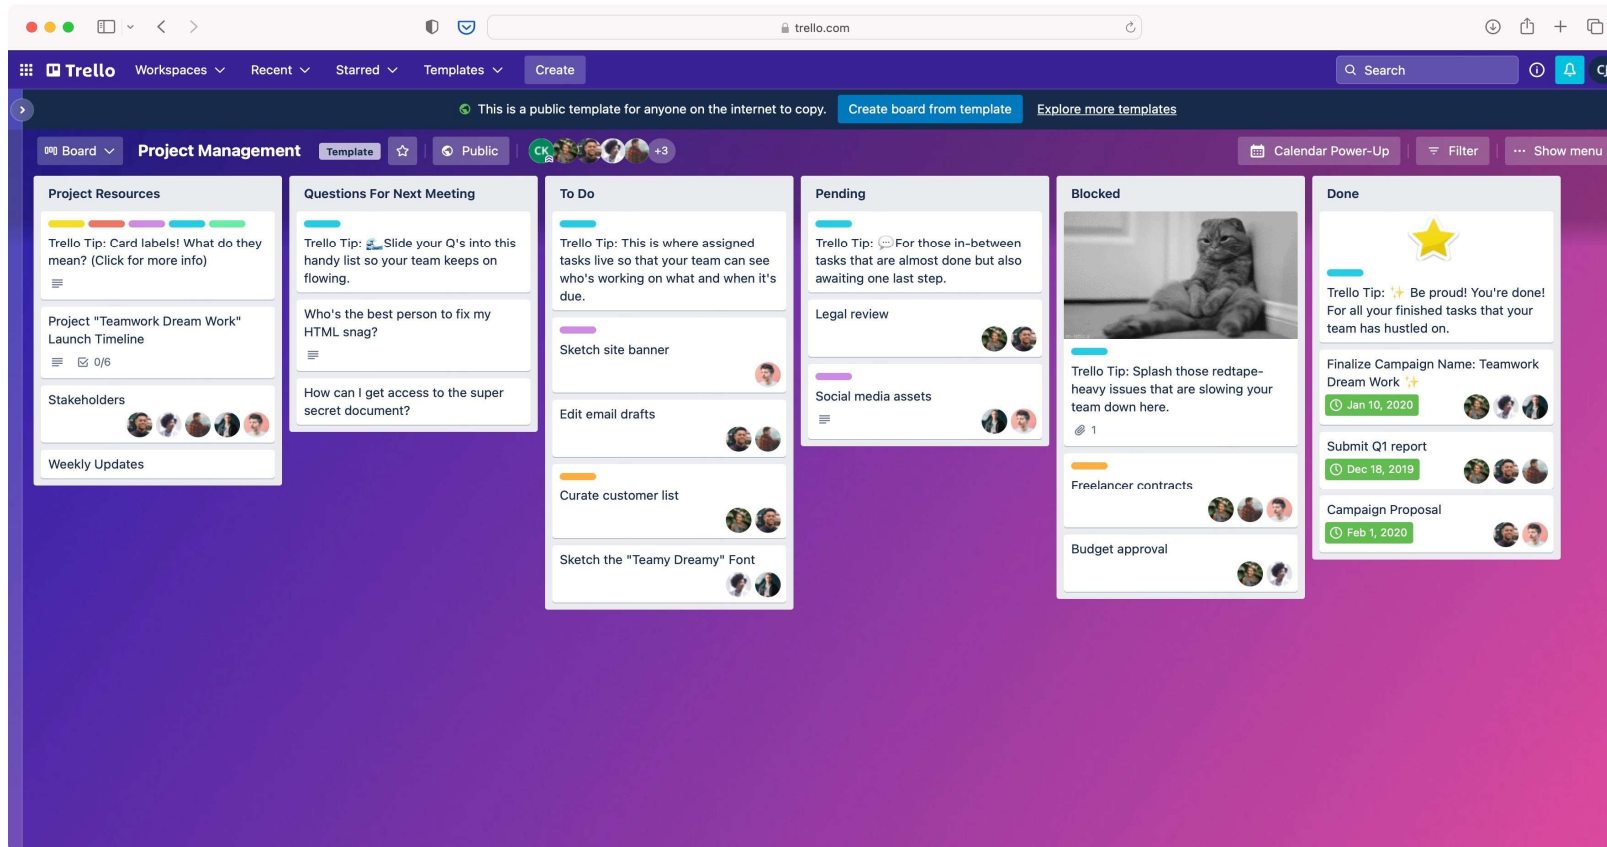 trello.com
Trello Workspaces Recent Starred Templates Create Search CJ
This is a public template for anyone on the internet to copy. Create board from template Explore more templates
Board Project Management Template Public CK +3 Calendar Power-Up Filter Show menu
Project Resources
Trello Tip: Card labels! What do they
mean? (Click for more info)
Project "Teamwork Dream Work"
Launch Timeline
0/6
Stakeholders
Weekly Updates
Questions For Next Meeting
Trello Tip: 🌊Slide your Q's into this
handy list so your team keeps on
flowing.
Who's the best person to fix my
HTML snag?
How can I get access to the super
secret document?
To Do
Trello Tip: This is where assigned
tasks live so that your team can see
who's working on what and when it's
due.
Sketch site banner
Edit email drafts
Curate customer list
Sketch the "Teamy Dreamy" Font
Pending
Trello Tip: 💬For those in-between
tasks that are almost done but also
awaiting one last step.
Legal review
Social media assets
Blocked
Trello Tip: Splash those redtape-
heavy issues that are slowing your
team down here.
1
Freelancer contracts
Budget approval
Done
Trello Tip: ✨ Be proud! You're done!
For all your finished tasks that your
team has hustled on.
Finalize Campaign Name: Teamwork
Dream Work ✨
Jan 10, 2020
Submit Q1 report
Dec 18, 2019
Campaign Proposal
Feb 1, 2020